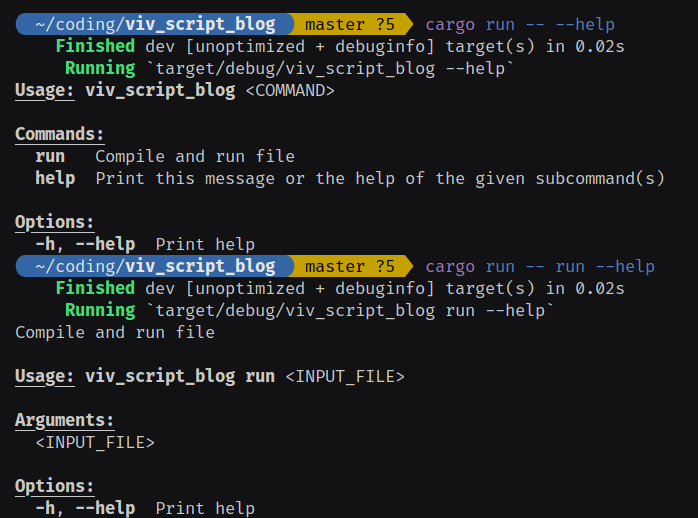 ~/coding/viv_script_blog master ?5 cargo run -- --help
Finished dev [unoptimized + debuginfo] target(s) in 0.02s
Running `target/debug/viv_script_blog --help`
Usage: viv_script_blog <COMMAND>
Commands:
run Compile and run file
help Print this message or the help of the given subcommand(s)
Options:
-h, --help Print help
~/coding/viv_script_blog master ?5 cargo run -- run --help
Finished dev [unoptimized + debuginfo] target(s) in 0.02s
Running `target/debug/viv_script_blog run --help`
Compile and run file
Usage: viv_script_blog run <INPUT_FILE>
Arguments:
<INPUT_FILE>
Options:
-h, --help Print help